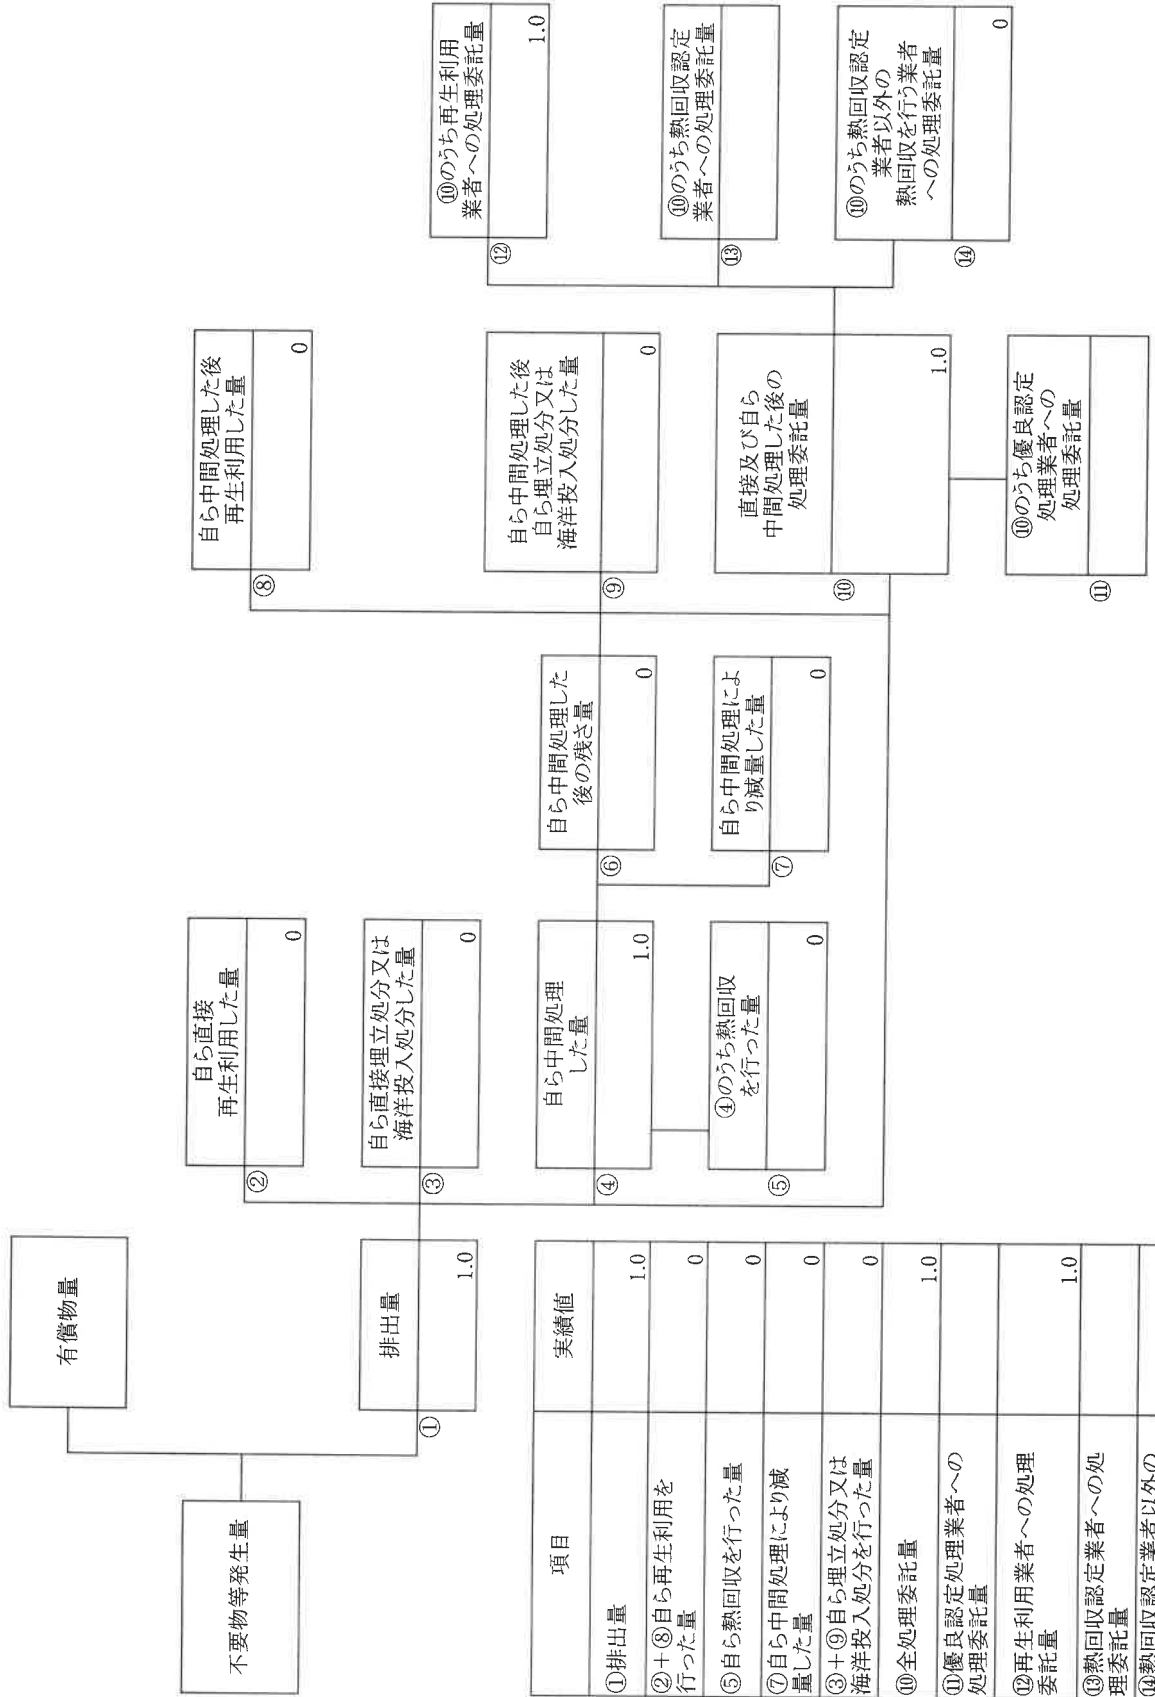 不要物等発生量
有償物量
排出量
①
1.0
自ら直接
再生利用した量
②
0
自ら直接埋立処分又は
海洋投入処分した量
③
0
自ら中間処理
した量
④
1.0
④のうち熱回収
を行った量
⑤
0
自ら中間処理した
後の残さ量
⑥
0
自ら中間処理によ
り減量した量
⑦
0
自ら中間処理した後
再生利用した量
⑧
0
自ら中間処理した後
自ら埋立処分又は
海洋投入処分した量
⑨
0
直接及び自ら
中間処理した後の
処理委託量
⑩
1.0
⑩のうち優良認定
処理業者への
処理委託量
⑪
⑩のうち再生利用
業者への処理委託量
⑫
1.0
⑩のうち熱回収認定
業者への処理委託量
⑬
⑩のうち熱回収認定
業者以外の
熱回収を行う業者
への処理委託量
⑭
0
項目 実績値
①排出量 1.0
②+⑧自ら再生利用を
行った量 0
⑤自ら熱回収を行った量 0
⑦自ら中間処理により減
量した量 0
③+⑨自ら埋立処分又は
海洋投入処分を行った量 0
⑩全処理委託量 1.0
⑪優良認定処理業者への
処理委託量
⑫再生利用業者への処理
委託量 1.0
⑬熱回収認定業者への処
理委託量
⑭熱回収認定業者以外の